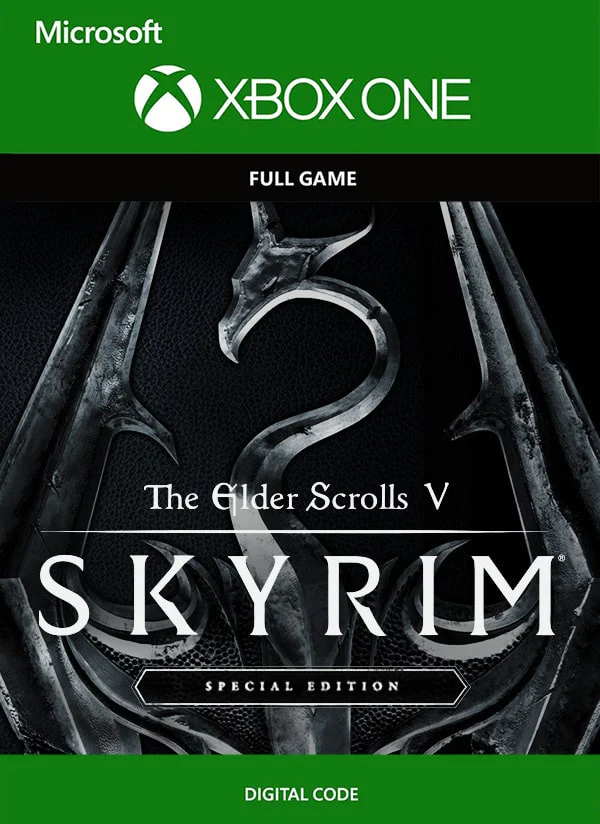 Microsoft
XBOX ONE
FULL GAME
The Elder Scrolls V
SKYRIM®
SPECIAL EDITION
DIGITAL CODE